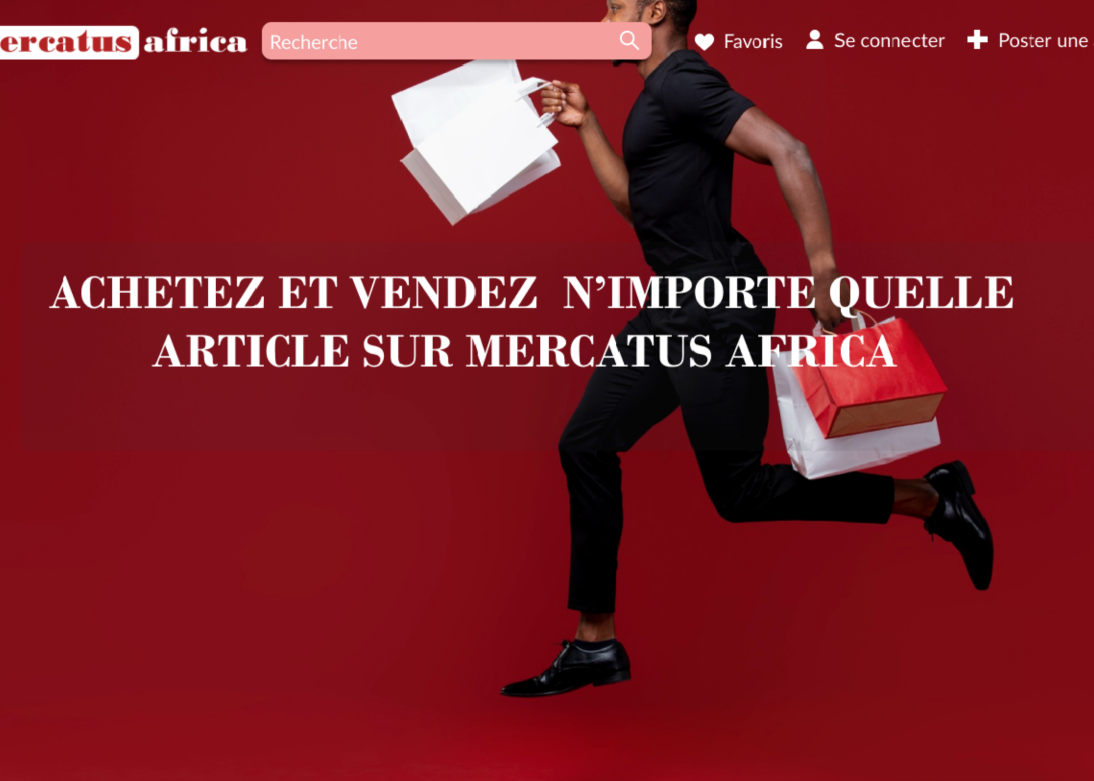 ercatus africa
Recherche
Favoris
Se connecter
Poster une
ACHETEZ ET VENDEZ N’IMPORTE QUELLE
ARTICLE SUR MERCATUS AFRICA